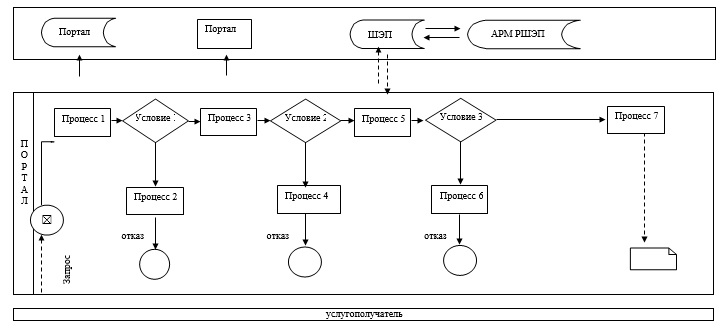 Портал
Портал
ШЭП
АРМ РШЭП
ПОРТАЛ
Процесс 1
Условие 1
Процесс 3
Условие 2
Процесс 5
Условие 3
Процесс 7
Процесс 2
Процесс 4
Процесс 6
отказ
отказ
отказ
Запрос
услугополучатель